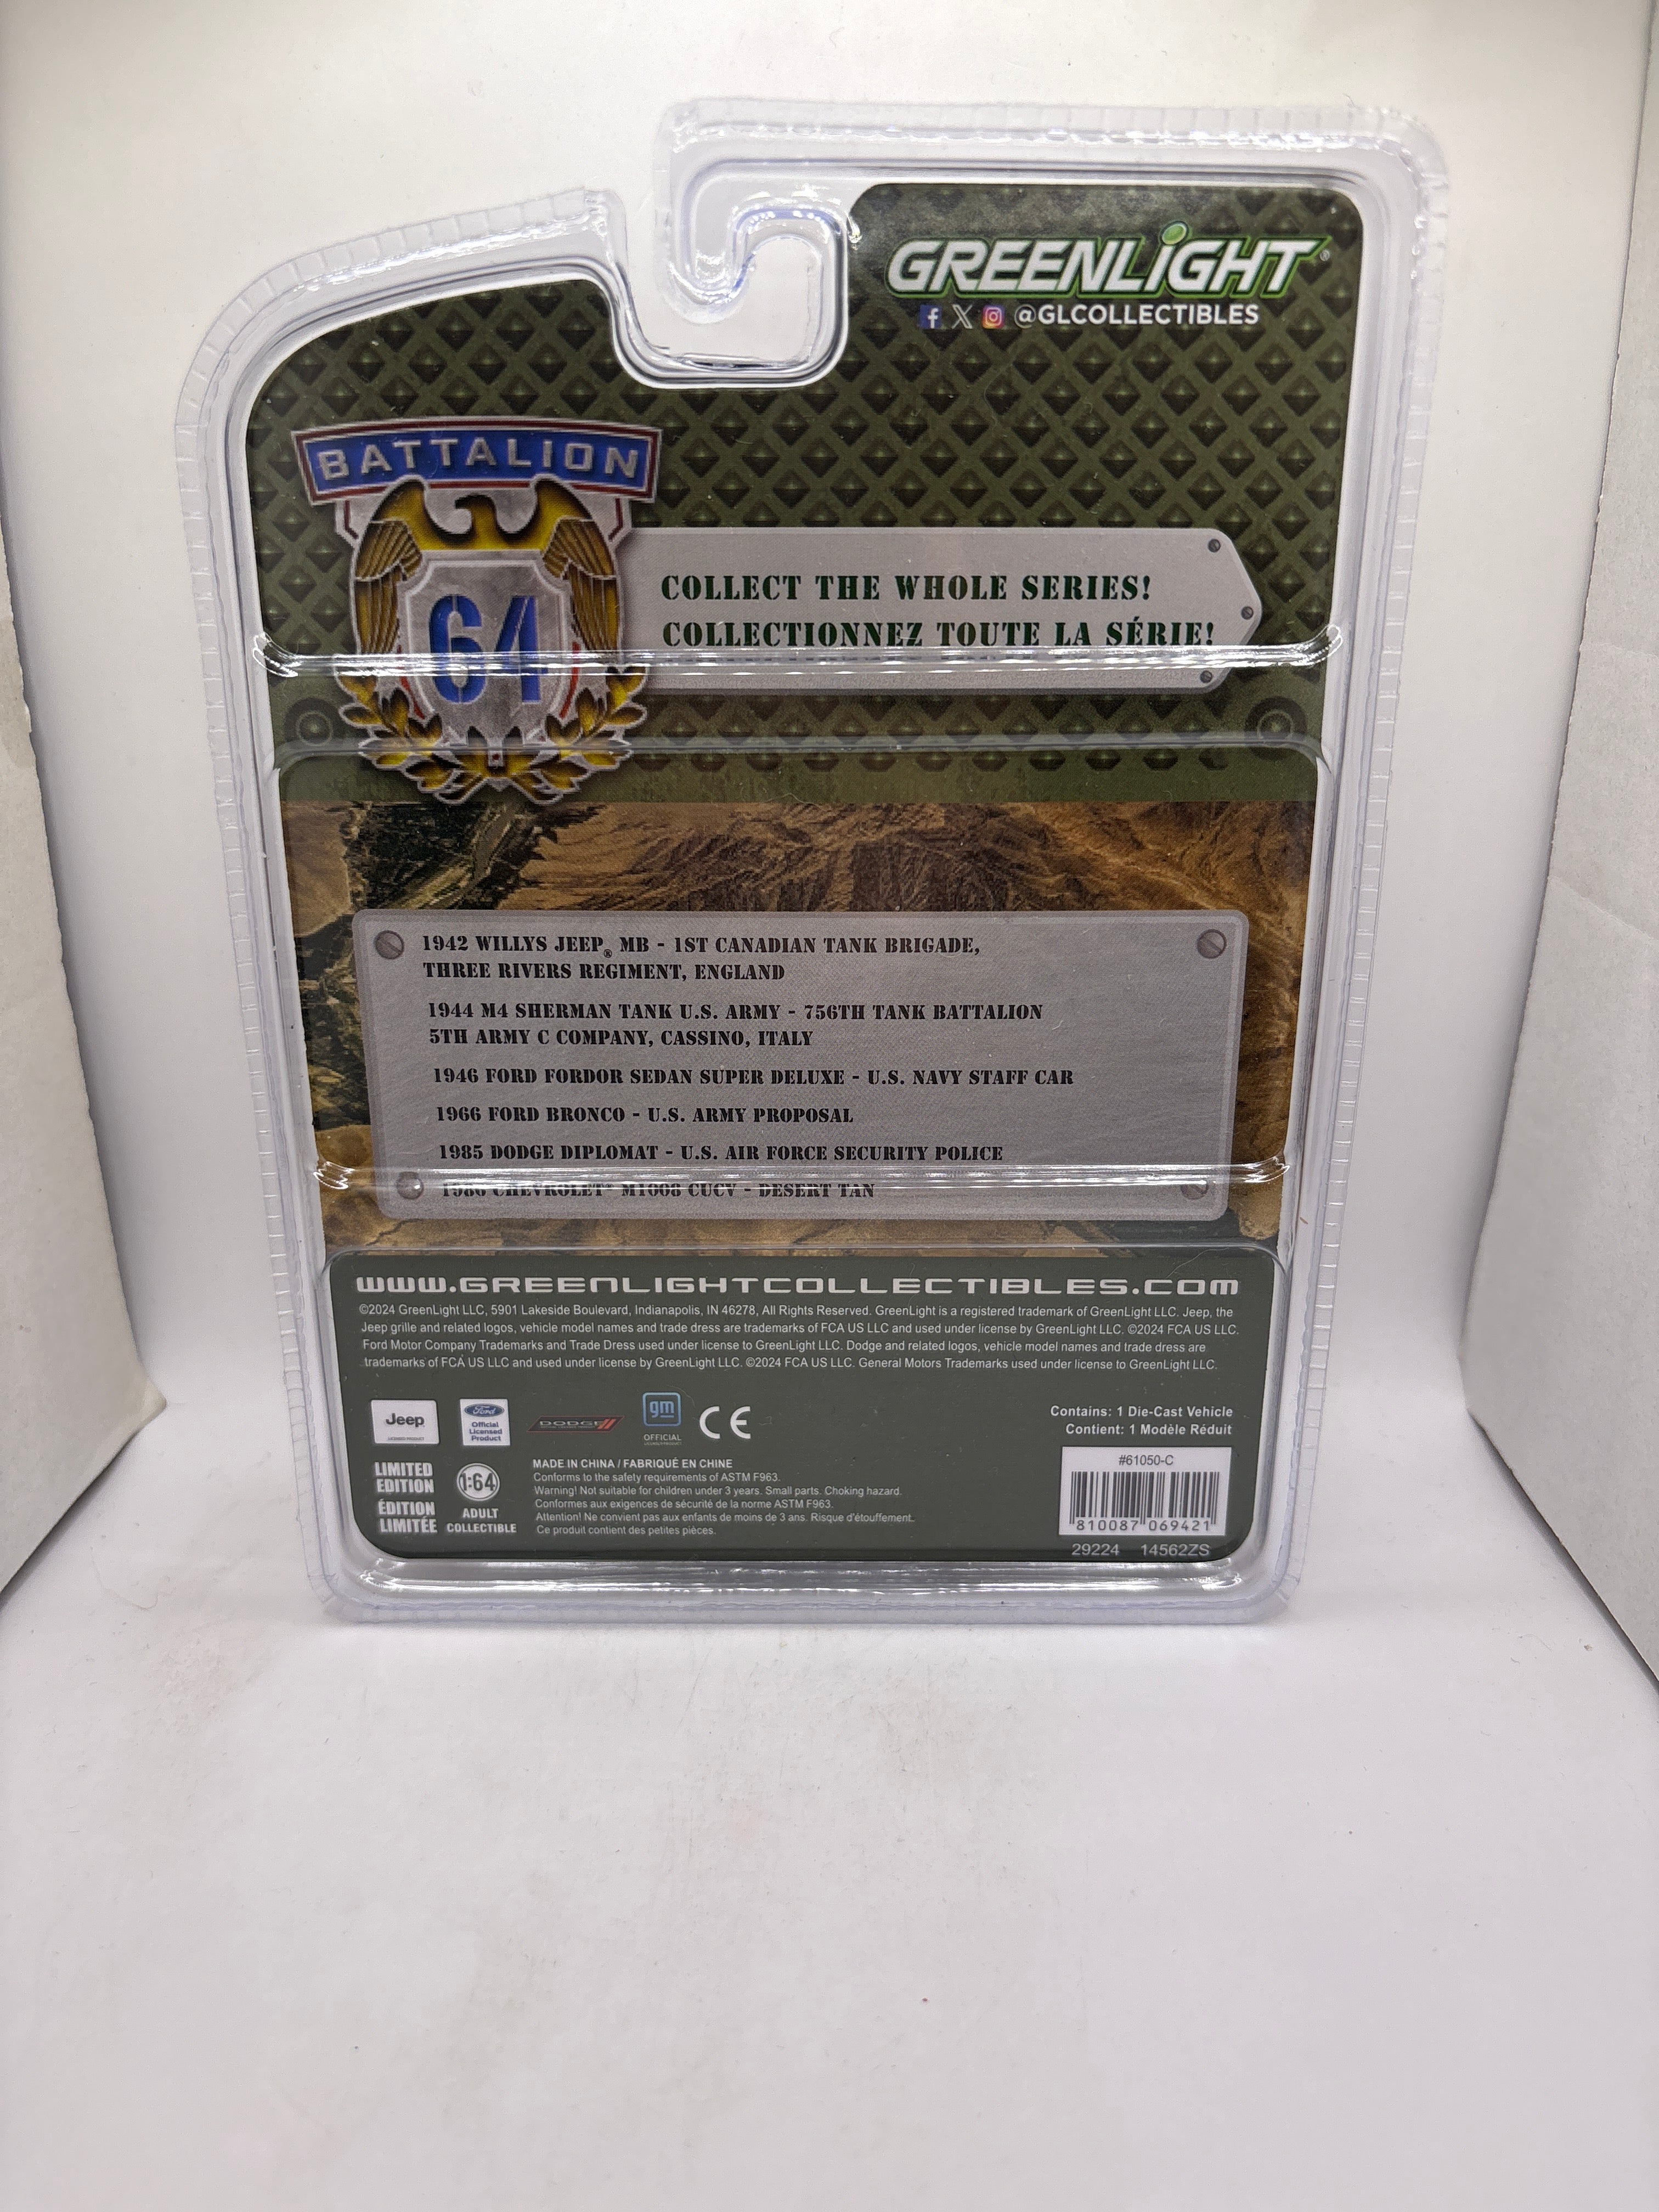 GREENLiGHT®
@GLCOLLECTIBLES
BATTALION
64
COLLECT THE WHOLE SERIES!
COLLECTIONNEZ TOUTE LA SÉRIE!
1942 WILLYS JEEP® MB - 1ST CANADIAN TANK BRIGADE,
THREE RIVERS REGIMENT, ENGLAND
1944 M4 SHERMAN TANK U.S. ARMY - 756TH TANK BATTALION
5TH ARMY C COMPANY, CASSINO, ITALY
1946 FORD FORDOR SEDAN SUPER DELUXE - U.S. NAVY STAFF CAR
1966 FORD BRONCO - U.S. ARMY PROPOSAL
1985 DODGE DIPLOMAT - U.S. AIR FORCE SECURITY POLICE
1986 CHEVROLET M1008 CUCV - DESERT TAN
WWW.GREENLIGHTCOLLECTIBLES.COM
©2024 GreenLight LLC, 5901 Lakeside Boulevard, Indianapolis, IN 46278, All Rights Reserved. GreenLight is a registered trademark of GreenLight LLC. Jeep, the
Jeep grille and related logos, vehicle model names and trade dress are trademarks of FCA US LLC and used under license by GreenLight LLC. ©2024 FCA US LLC.
Ford Motor Company Trademarks and Trade Dress used under license to GreenLight LLC. Dodge and related logos, vehicle model names and trade dress are
trademarks of FCA US LLC and used under license by GreenLight LLC. ©2024 FCA US LLC. General Motors Trademarks used under license to GreenLight LLC.
Jeep
LICENSED PRODUCT
Ford
Official
Licensed
Product
DODGE
gm
OFFICIAL
LICENSED PRODUCT
CE
Contains: 1 Die-Cast Vehicle
Contient: 1 Modèle Réduit
LIMITED
EDITION
ÉDITION
LIMITÉE
1:64
ADULT
COLLECTIBLE
MADE IN CHINA / FABRIQUÉ EN CHINE
Conforms to the safety requirements of ASTM F963.
Warning! Not suitable for children under 3 years. Small parts. Choking hazard.
Conformes aux exigences de sécurité de la norme ASTM F963.
Attention! Ne convient pas aux enfants de moins de 3 ans. Risque d'étouffement.
Ce produit contient des petites pièces.
#61050-C
810087 069421
29224 14562ZS